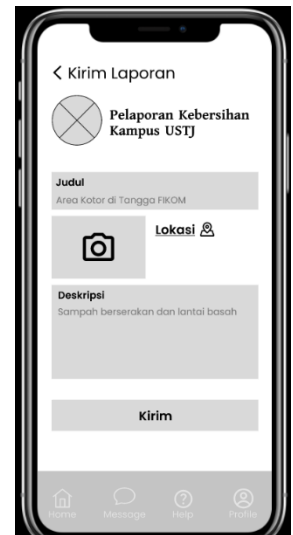 Kirim Laporan
Pelaporan Kebersihan
Kampus USTJ
Judul
Area Kotor di Tangga FIKOM
Lokasi
Deskripsi
Sampah berserakan dan lantai basah
Kirim
Home Message Help Profile